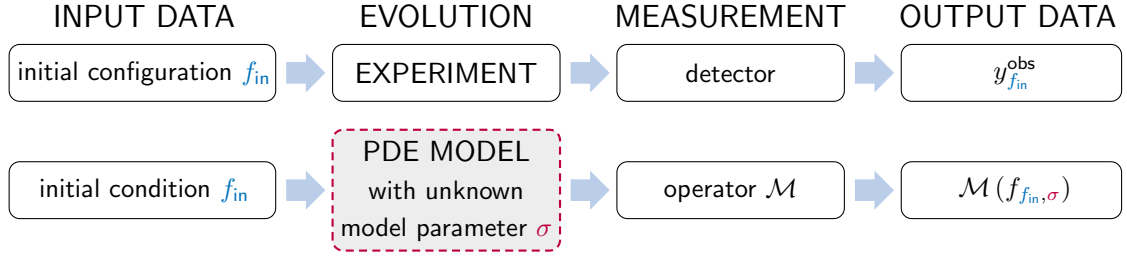 INPUT DATA EVOLUTION MEASUREMENT OUTPUT DATA
initial configuration f_in EXPERIMENT detector y^obs_{f_in}
initial condition f_in PDE MODEL operator ℳ ℳ(f_{f_in,σ})
with unknown
model parameter σ